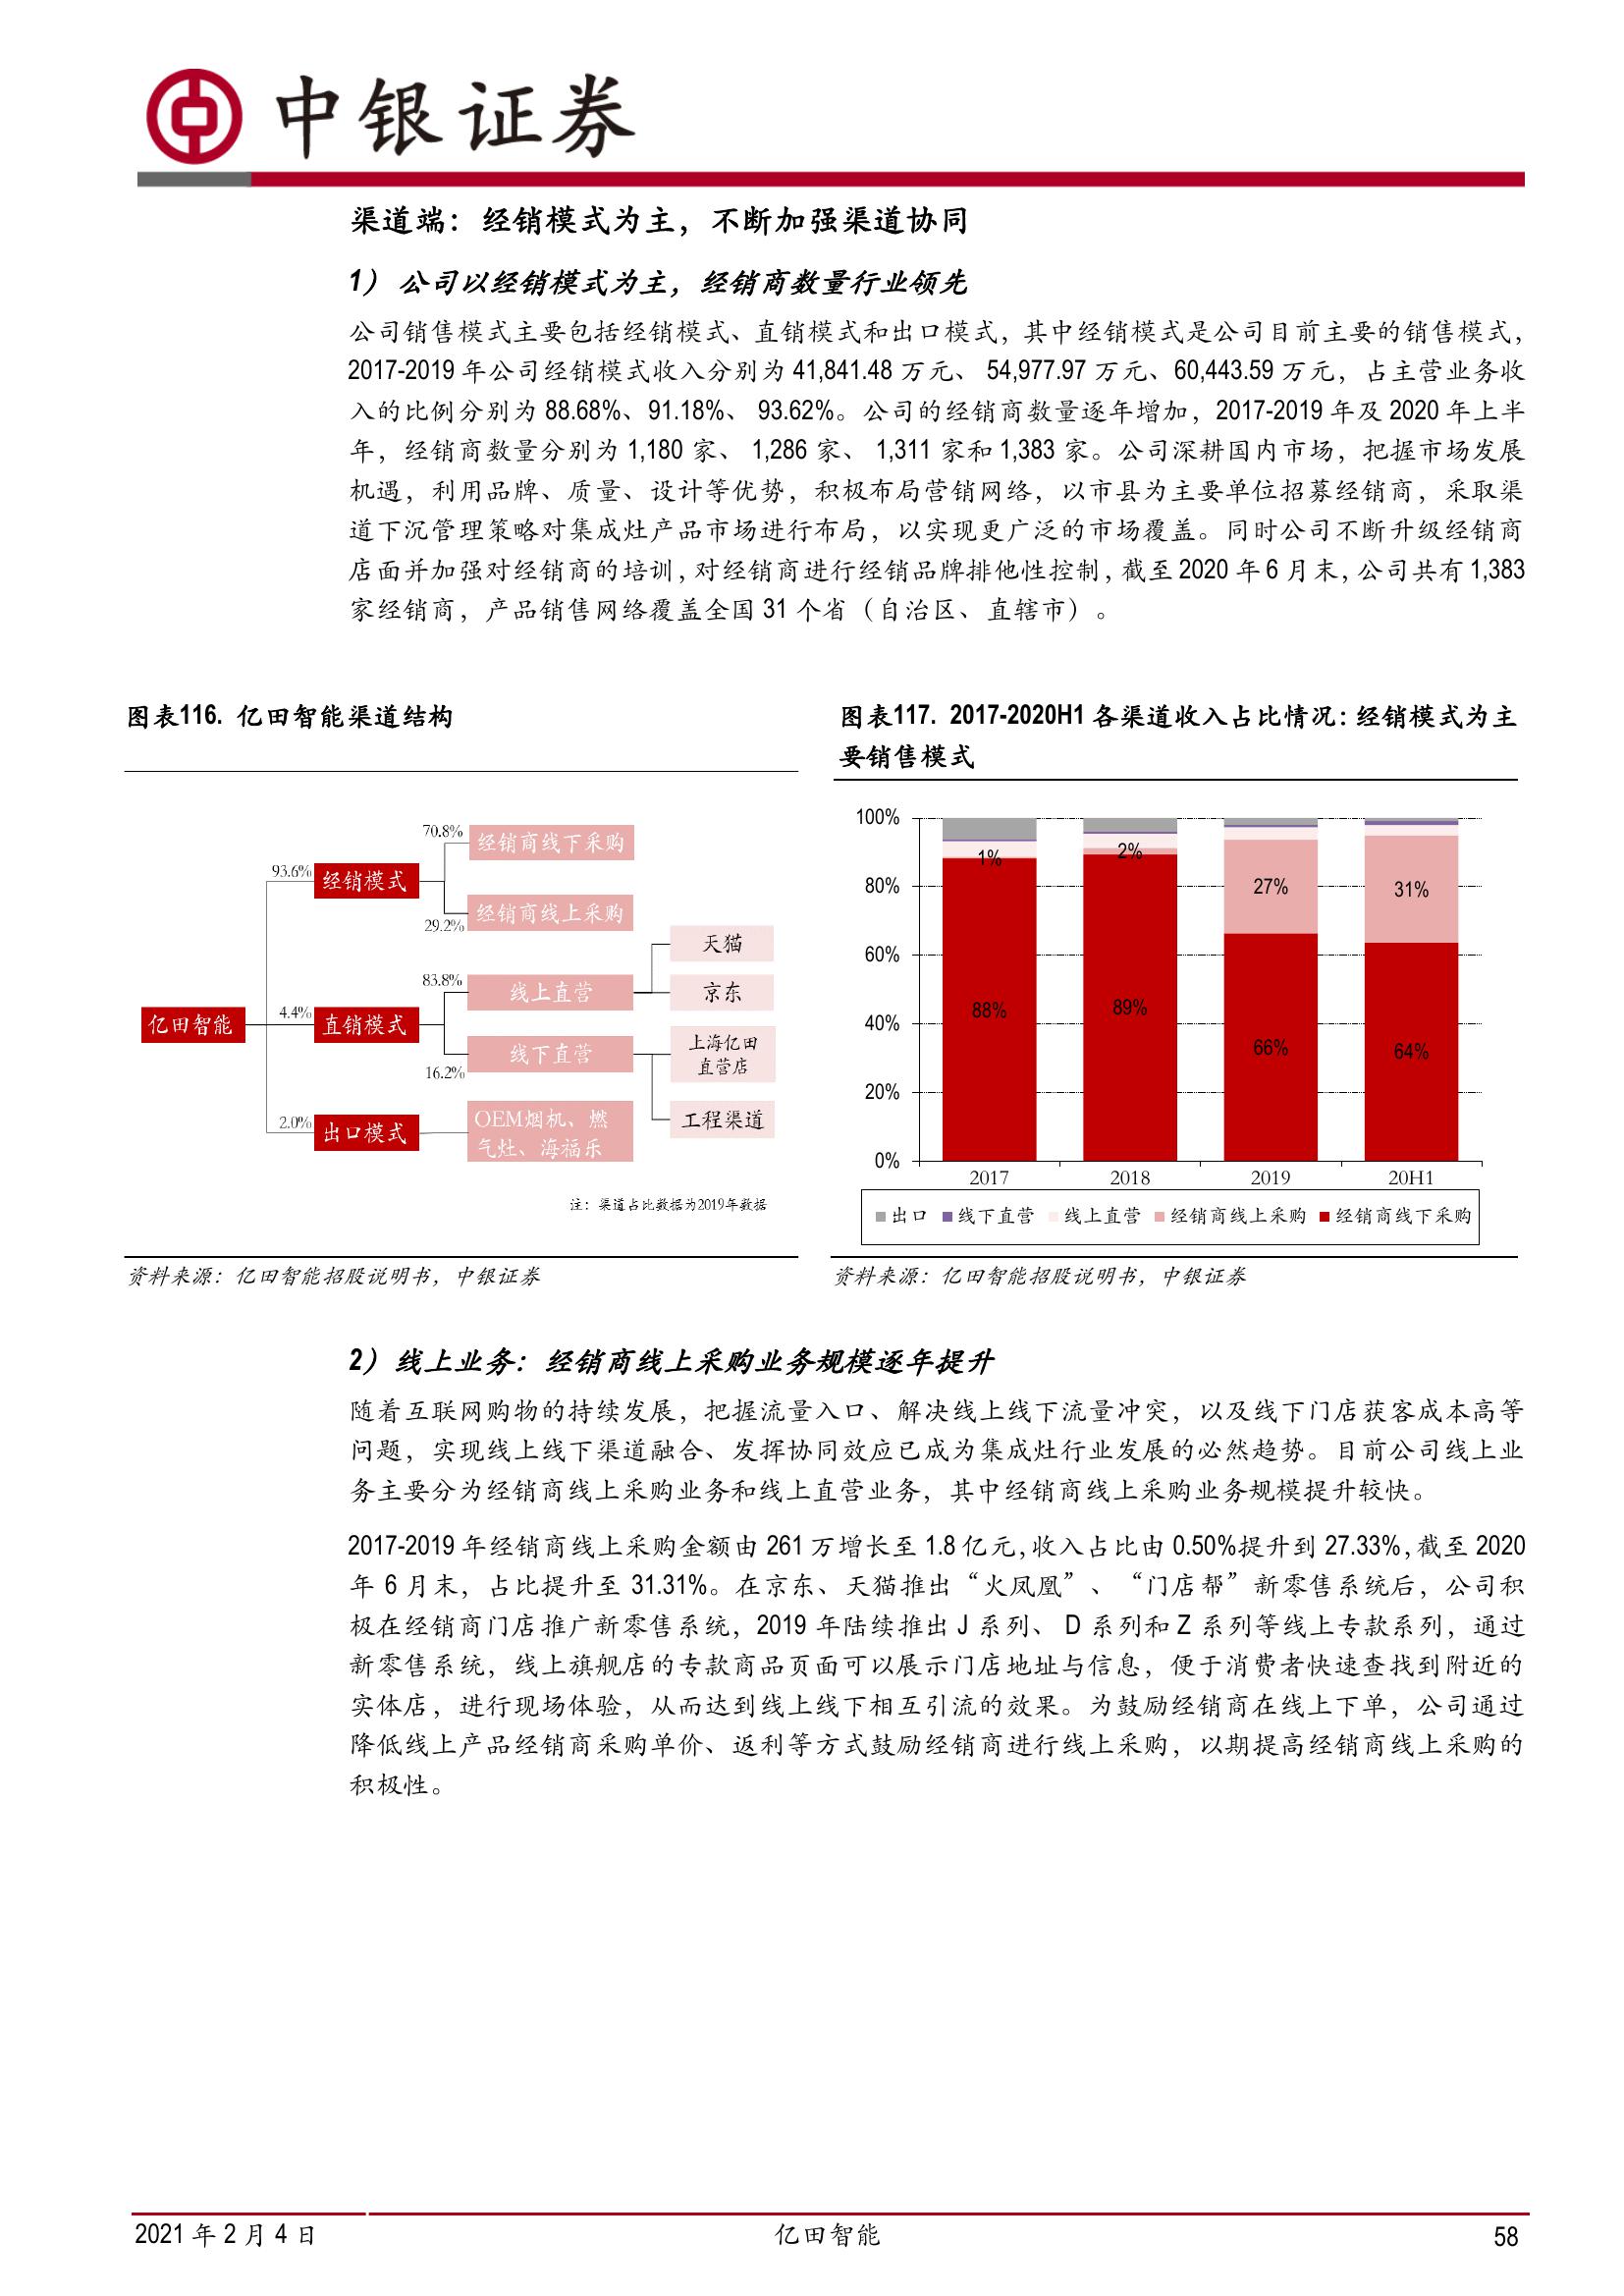 中银证券
渠道端：经销模式为主，不断加强渠道协同
1）公司以经销模式为主，经销商数量行业领先
公司销售模式主要包括经销模式、直销模式和出口模式，其中经销模式是公司目前主要的销售模式，
2017-2019 年公司经销模式收入分别为 41,841.48 万元、 54,977.97 万元、60,443.59 万元，占主营业务收
入的比例分别为 88.68%、91.18%、 93.62%。公司的经销商数量逐年增加，2017-2019 年及 2020 年上半
年，经销商数量分别为 1,180 家、 1,286 家、 1,311 家和 1,383 家。公司深耕国内市场，把握市场发展
机遇，利用品牌、质量、设计等优势，积极布局营销网络，以市县为主要单位招募经销商，采取渠
道下沉管理策略对集成灶产品市场进行布局，以实现更广泛的市场覆盖。同时公司不断升级经销商
店面并加强对经销商的培训，对经销商进行经销品牌排他性控制，截至 2020 年 6 月末，公司共有 1,383
家经销商，产品销售网络覆盖全国 31 个省（自治区、直辖市）。
图表116. 亿田智能渠道结构
亿田智能
93.6%
经销模式
70.8%
经销商线下采购
29.2%
经销商线上采购
4.4%
直销模式
83.8%
线上直营
天猫
京东
16.2%
线下直营
上海亿田
直营店
工程渠道
2.0%
出口模式
OEM烟机、燃
气灶、海福乐
注：渠道占比数据为2019年数据
资料来源：亿田智能招股说明书，中银证券
图表117. 2017-2020H1 各渠道收入占比情况：经销模式为主
要销售模式
100%
80%
60%
40%
20%
0%
1%
2%
27%
31%
88%
89%
66%
64%
2017
2018
2019
20H1
出口 线下直营 线上直营 经销商线上采购 经销商线下采购
资料来源：亿田智能招股说明书，中银证券
2）线上业务：经销商线上采购业务规模逐年提升
随着互联网购物的持续发展，把握流量入口、解决线上线下流量冲突，以及线下门店获客成本高等
问题，实现线上线下渠道融合、发挥协同效应已成为集成灶行业发展的必然趋势。目前公司线上业
务主要分为经销商线上采购业务和线上直营业务，其中经销商线上采购业务规模提升较快。
2017-2019 年经销商线上采购金额由 261 万增长至 1.8 亿元，收入占比由 0.50%提升到 27.33%，截至 2020
年 6 月末，占比提升至 31.31%。在京东、天猫推出“火凤凰”、“门店帮”新零售系统后，公司积
极在经销商门店推广新零售系统，2019 年陆续推出 J 系列、 D 系列和 Z 系列等线上专款系列，通过
新零售系统，线上旗舰店的专款商品页面可以展示门店地址与信息，便于消费者快速查找到附近的
实体店，进行现场体验，从而达到线上线下相互引流的效果。为鼓励经销商在线上下单，公司通过
降低线上产品经销商采购单价、返利等方式鼓励经销商进行线上采购，以期提高经销商线上采购的
积极性。
2021 年 2 月 4 日
亿田智能
58